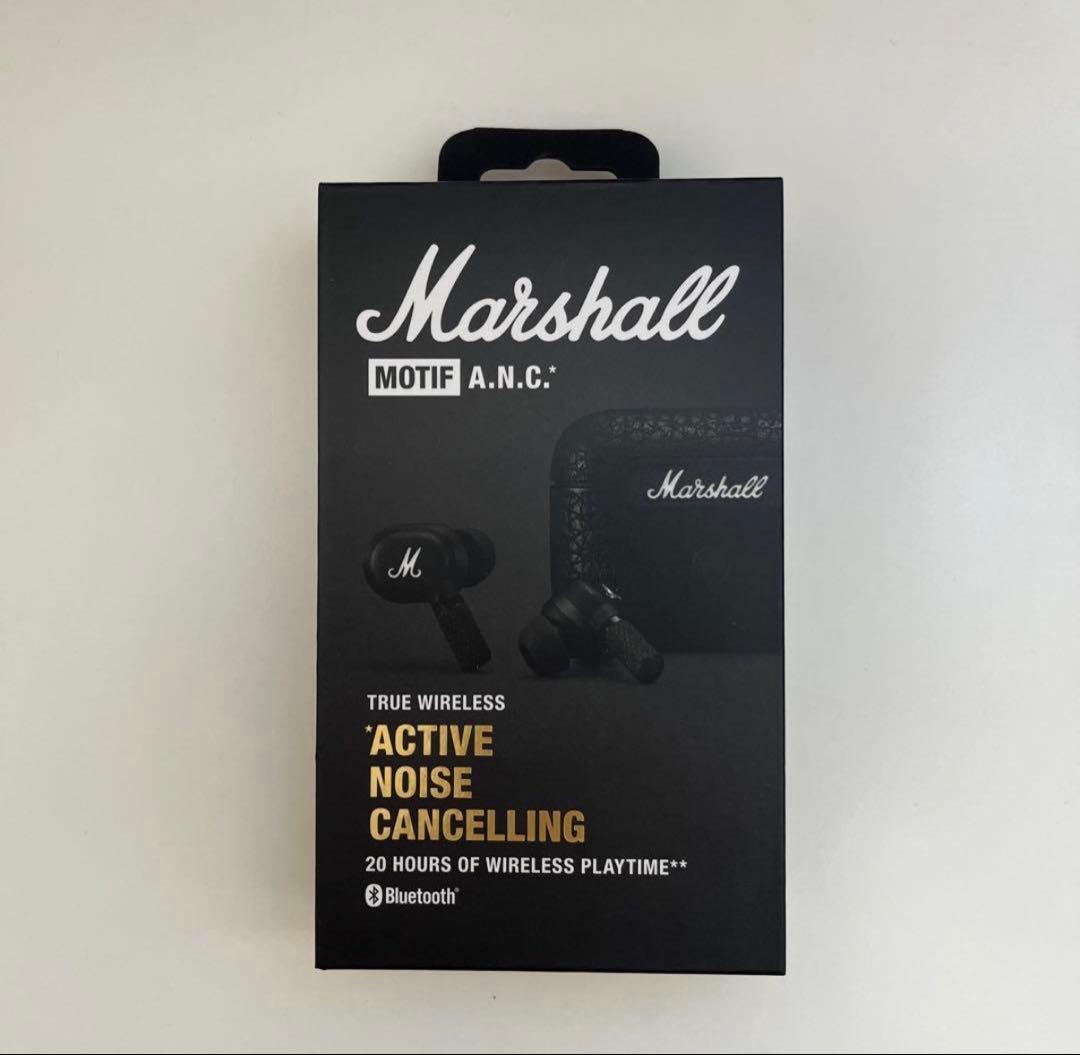 Marshall
MOTIF A.N.C.*
Marshall
M
TRUE WIRELESS
*ACTIVE
NOISE
CANCELLING
20 HOURS OF WIRELESS PLAYTIME**
Bluetooth®